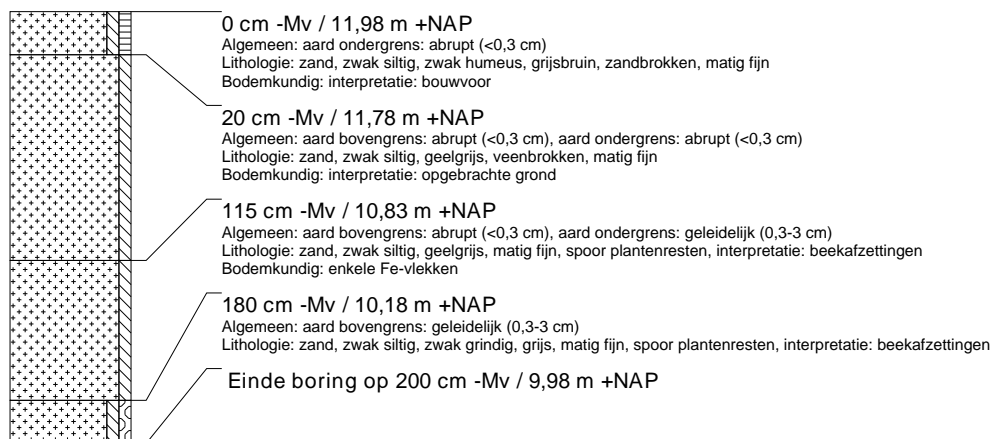 0 cm -Mv / 11,98 m +NAP
Algemeen: aard ondergrens: abrupt (<0,3 cm)
Lithologie: zand, zwak siltig, zwak humeus, grijsbruin, zandbrokken, matig fijn
Bodemkundig: interpretatie: bouwvoor
20 cm -Mv / 11,78 m +NAP
Algemeen: aard bovengrens: abrupt (<0,3 cm), aard ondergrens: abrupt (<0,3 cm)
Lithologie: zand, zwak siltig, geelgrijs, veenbrokken, matig fijn
Bodemkundig: interpretatie: opgebrachte grond
115 cm -Mv / 10,83 m +NAP
Algemeen: aard bovengrens: abrupt (<0,3 cm), aard ondergrens: geleidelijk (0,3-3 cm)
Lithologie: zand, zwak siltig, geelgrijs, matig fijn, spoor plantenresten, interpretatie: beekafzettingen
Bodemkundig: enkele Fe-vlekken
180 cm -Mv / 10,18 m +NAP
Algemeen: aard bovengrens: geleidelijk (0,3-3 cm)
Lithologie: zand, zwak siltig, zwak grindig, grijs, matig fijn, spoor plantenresten, interpretatie: beekafzettingen
Einde boring op 200 cm -Mv / 9,98 m +NAP